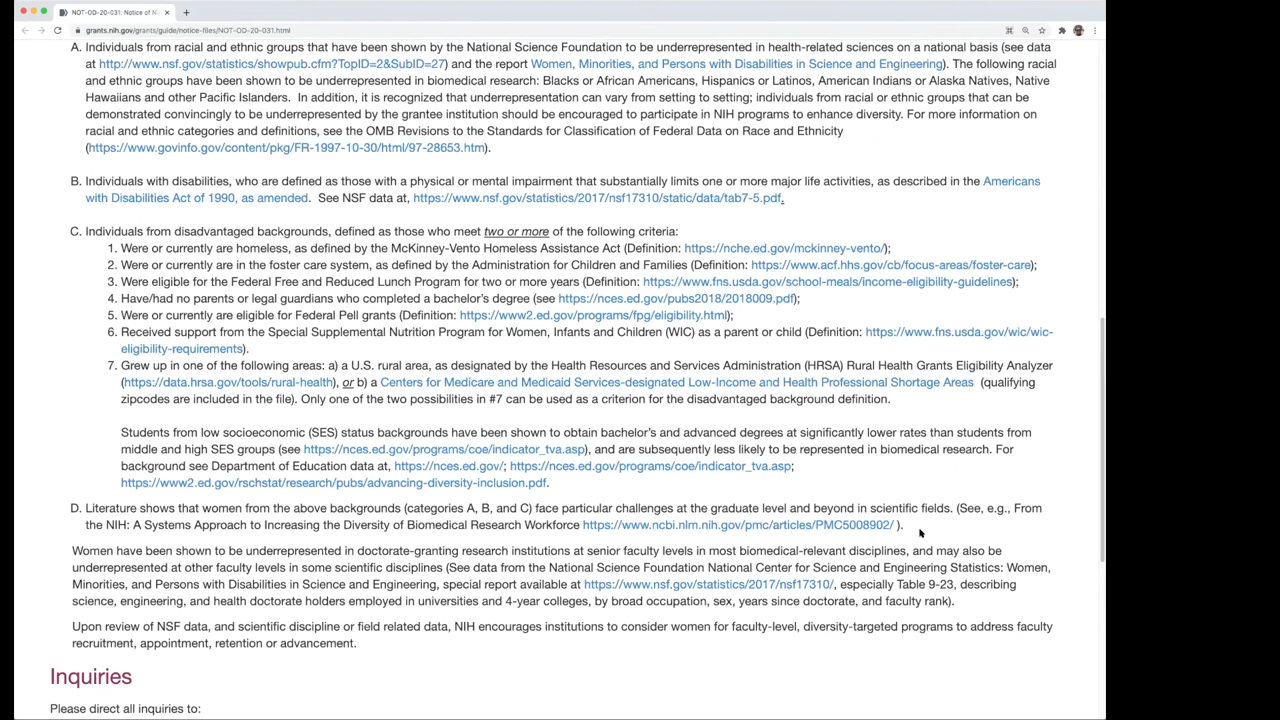 NOT-OD-20-031: Notice of N
grants.nih.gov/grants/guide/notice-files/NOT-OD-20-031.html
A. Individuals from racial and ethnic groups that have been shown by the National Science Foundation to be underrepresented in health-related sciences on a national basis (see data
at http://www.nsf.gov/statistics/showpub.cfm?TopID=2&SubID=27) and the report Women, Minorities, and Persons with Disabilities in Science and Engineering). The following racial
and ethnic groups have been shown to be underrepresented in biomedical research: Blacks or African Americans, Hispanics or Latinos, American Indians or Alaska Natives, Native
Hawaiians and other Pacific Islanders. In addition, it is recognized that underrepresentation can vary from setting to setting; individuals from racial or ethnic groups that can be
demonstrated convincingly to be underrepresented by the grantee institution should be encouraged to participate in NIH programs to enhance diversity. For more information on
racial and ethnic categories and definitions, see the OMB Revisions to the Standards for Classification of Federal Data on Race and Ethnicity
(https://www.govinfo.gov/content/pkg/FR-1997-10-30/html/97-28653.htm).
B. Individuals with disabilities, who are defined as those with a physical or mental impairment that substantially limits one or more major life activities, as described in the Americans
with Disabilities Act of 1990, as amended. See NSF data at, https://www.nsf.gov/statistics/2017/nsf17310/static/data/tab7-5.pdf.
C. Individuals from disadvantaged backgrounds, defined as those who meet two or more of the following criteria:
1. Were or currently are homeless, as defined by the McKinney-Vento Homeless Assistance Act (Definition: https://nche.ed.gov/mckinney-vento/);
2. Were or currently are in the foster care system, as defined by the Administration for Children and Families (Definition: https://www.acf.hhs.gov/cb/focus-areas/foster-care);
3. Were eligible for the Federal Free and Reduced Lunch Program for two or more years (Definition: https://www.fns.usda.gov/school-meals/income-eligibility-guidelines);
4. Have/had no parents or legal guardians who completed a bachelor's degree (see https://nces.ed.gov/pubs2018/2018009.pdf);
5. Were or currently are eligible for Federal Pell grants (Definition: https://www2.ed.gov/programs/fpg/eligibility.html);
6. Received support from the Special Supplemental Nutrition Program for Women, Infants and Children (WIC) as a parent or child (Definition: https://www.fns.usda.gov/wic/wic-
eligibility-requirements).
7. Grew up in one of the following areas: a) a U.S. rural area, as designated by the Health Resources and Services Administration (HRSA) Rural Health Grants Eligibility Analyzer
(https://data.hrsa.gov/tools/rural-health), or b) a Centers for Medicare and Medicaid Services-designated Low-Income and Health Professional Shortage Areas (qualifying
zipcodes are included in the file). Only one of the two possibilities in #7 can be used as a criterion for the disadvantaged background definition.
Students from low socioeconomic (SES) status backgrounds have been shown to obtain bachelor's and advanced degrees at significantly lower rates than students from
middle and high SES groups (see https://nces.ed.gov/programs/coe/indicator_tva.asp), and are subsequently less likely to be represented in biomedical research. For
background see Department of Education data at, https://nces.ed.gov/; https://nces.ed.gov/programs/coe/indicator_tva.asp;
https://www2.ed.gov/rschstat/research/pubs/advancing-diversity-inclusion.pdf.
D. Literature shows that women from the above backgrounds (categories A, B, and C) face particular challenges at the graduate level and beyond in scientific fields. (See, e.g., From
the NIH: A Systems Approach to Increasing the Diversity of Biomedical Research Workforce https://www.ncbi.nlm.nih.gov/pmc/articles/PMC5008902/ ).
Women have been shown to be underrepresented in doctorate-granting research institutions at senior faculty levels in most biomedical-relevant disciplines, and may also be
underrepresented at other faculty levels in some scientific disciplines (See data from the National Science Foundation National Center for Science and Engineering Statistics: Women,
Minorities, and Persons with Disabilities in Science and Engineering, special report available at https://www.nsf.gov/statistics/2017/nsf17310/, especially Table 9-23, describing
science, engineering, and health doctorate holders employed in universities and 4-year colleges, by broad occupation, sex, years since doctorate, and faculty rank).
Upon review of NSF data, and scientific discipline or field related data, NIH encourages institutions to consider women for faculty-level, diversity-targeted programs to address faculty
recruitment, appointment, retention or advancement.
Inquiries
Please direct all inquiries to: